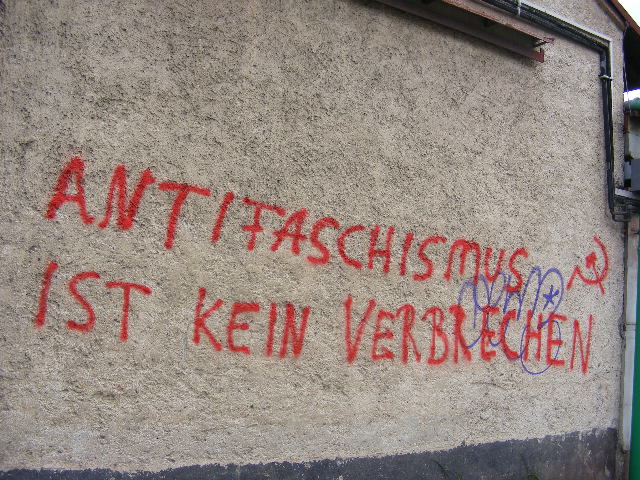 ANTIFASCHISMUS
IST KEIN VERBRECHEN